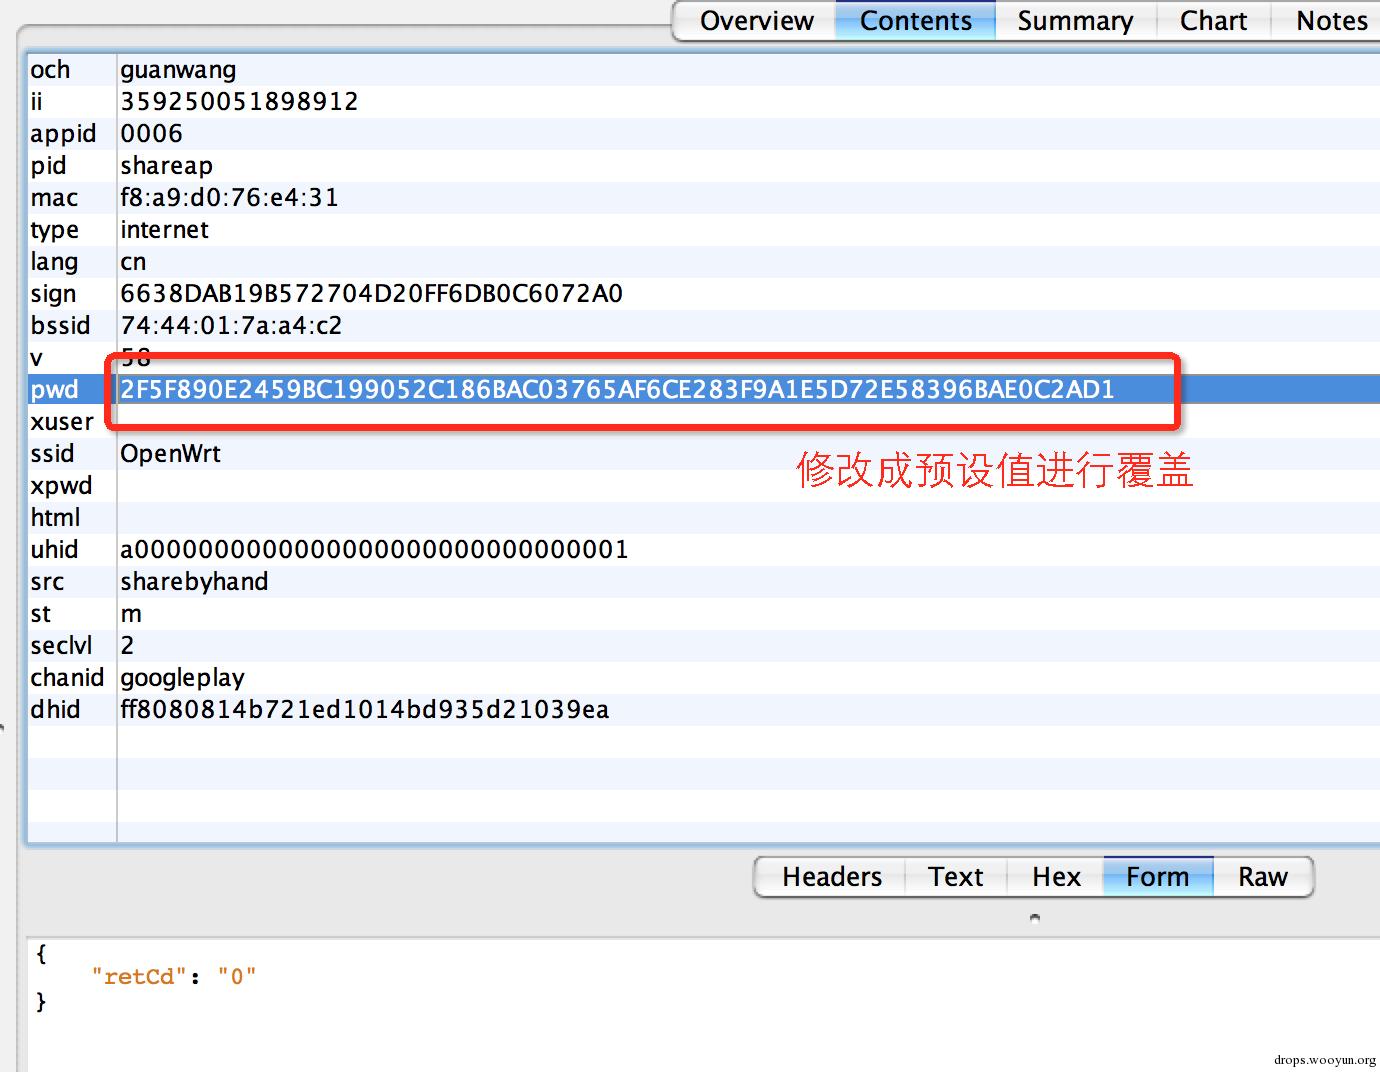 Overview Contents Summary Chart Notes
och guanwang
ii 359250051898912
appid 0006
pid shareap
mac f8:a9:d0:76:e4:31
type internet
lang cn
sign 6638DAB19B572704D20FF6DB0C6072A0
bssid 74:44:01:7a:a4:c2
v 58
pwd 2F5F890E2459BC199052C186BAC03765AF6CE283F9A1E5D72E58396BAE0C2AD1
xuser
ssid OpenWrt
修改成预设值进行覆盖
xpwd
html
uhid a0000000000000000000000000000001
src sharebyhand
st m
seclvl 2
chanid googleplay
dhid ff8080814b721ed1014bd935d21039ea
Headers Text Hex Form Raw
{
"retCd": "0"
}
drops.wooyun.org